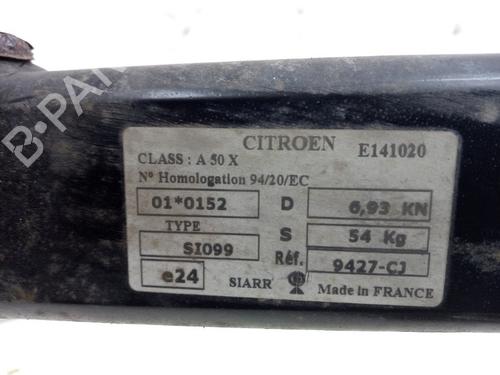 B-PARTS
CITROEN E141020
CLASS : A 50 X
N° Homologation 94/20/EC
01*0152 D 6,93 KN
TYPE S 54 Kg
SI099 Réf. 9427-CJ
e24 SIARR Made in FRANCE